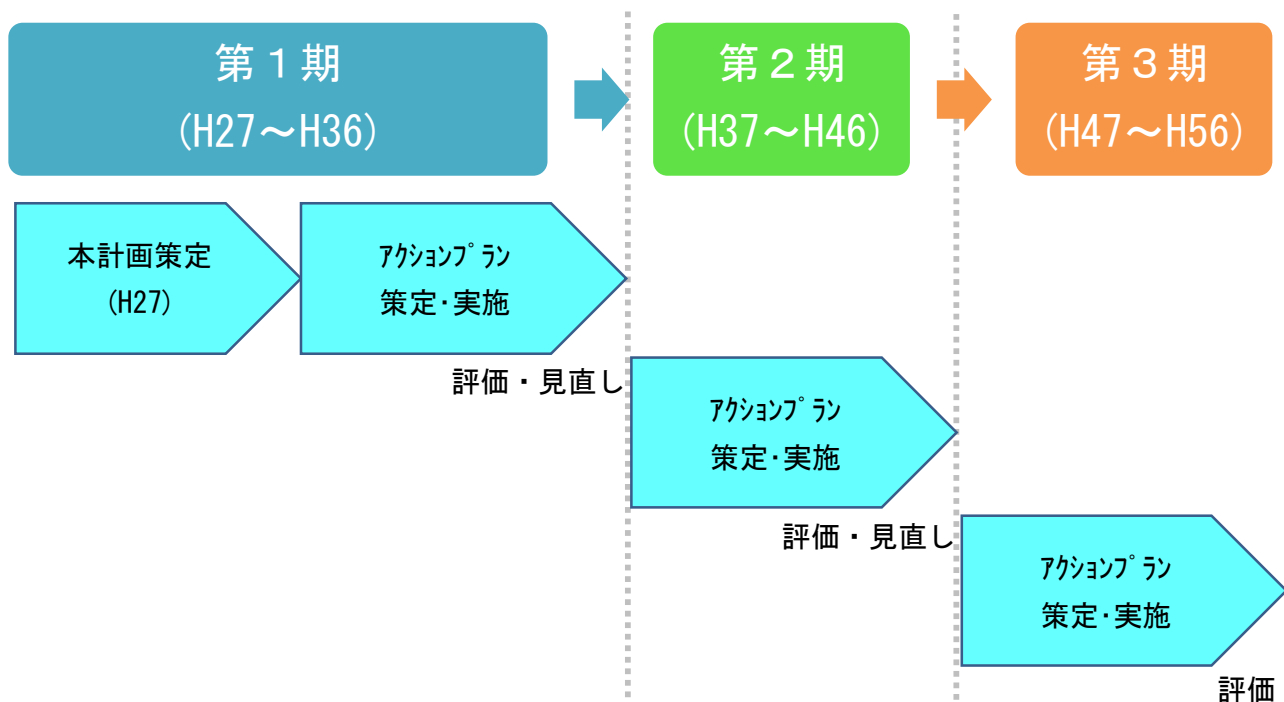 第１期
(H27～H36)
第２期
(H37～H46)
第３期
(H47～H56)
本計画策定
(H27)
ｱｸｼｮﾝﾌﾟﾗﾝ
策定･実施
評価・見直し
ｱｸｼｮﾝﾌﾟﾗﾝ
策定･実施
評価・見直し
ｱｸｼｮﾝﾌﾟﾗﾝ
策定･実施
評価